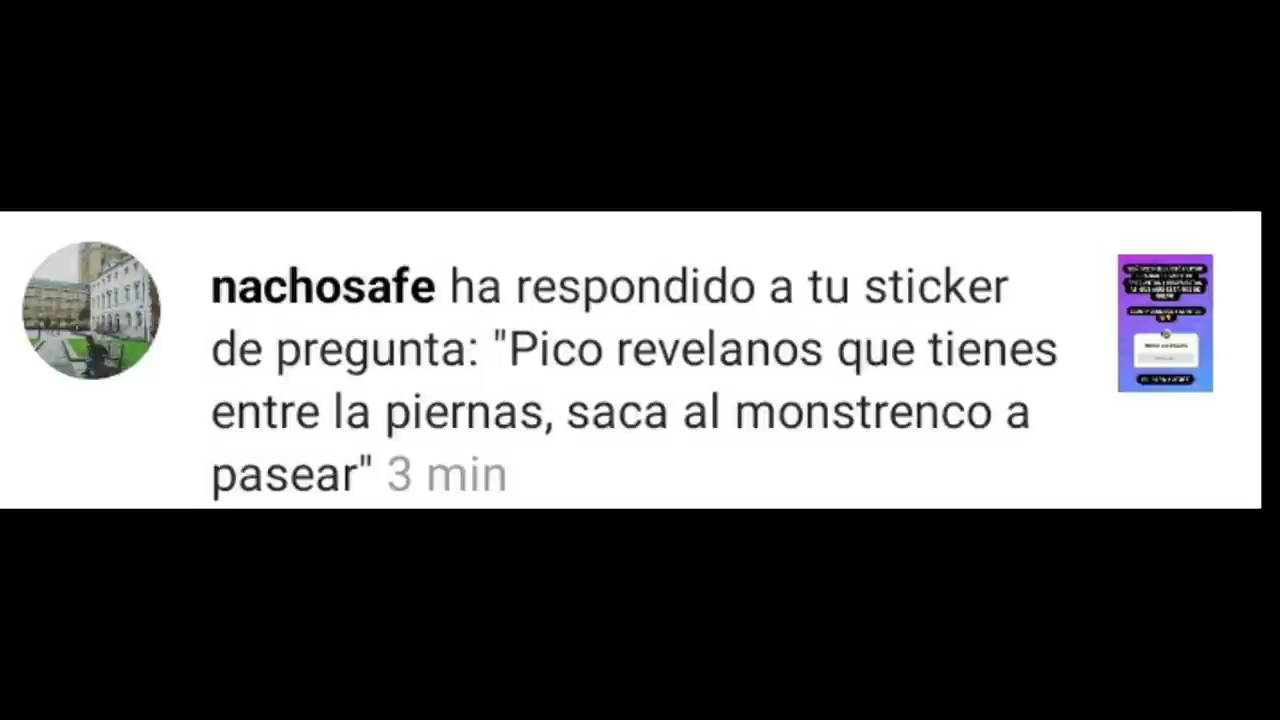 nachosafe ha respondido a tu sticker
de pregunta: "Pico revelanos que tienes
entre la piernas, saca al monstrenco a
pasear" 3 min